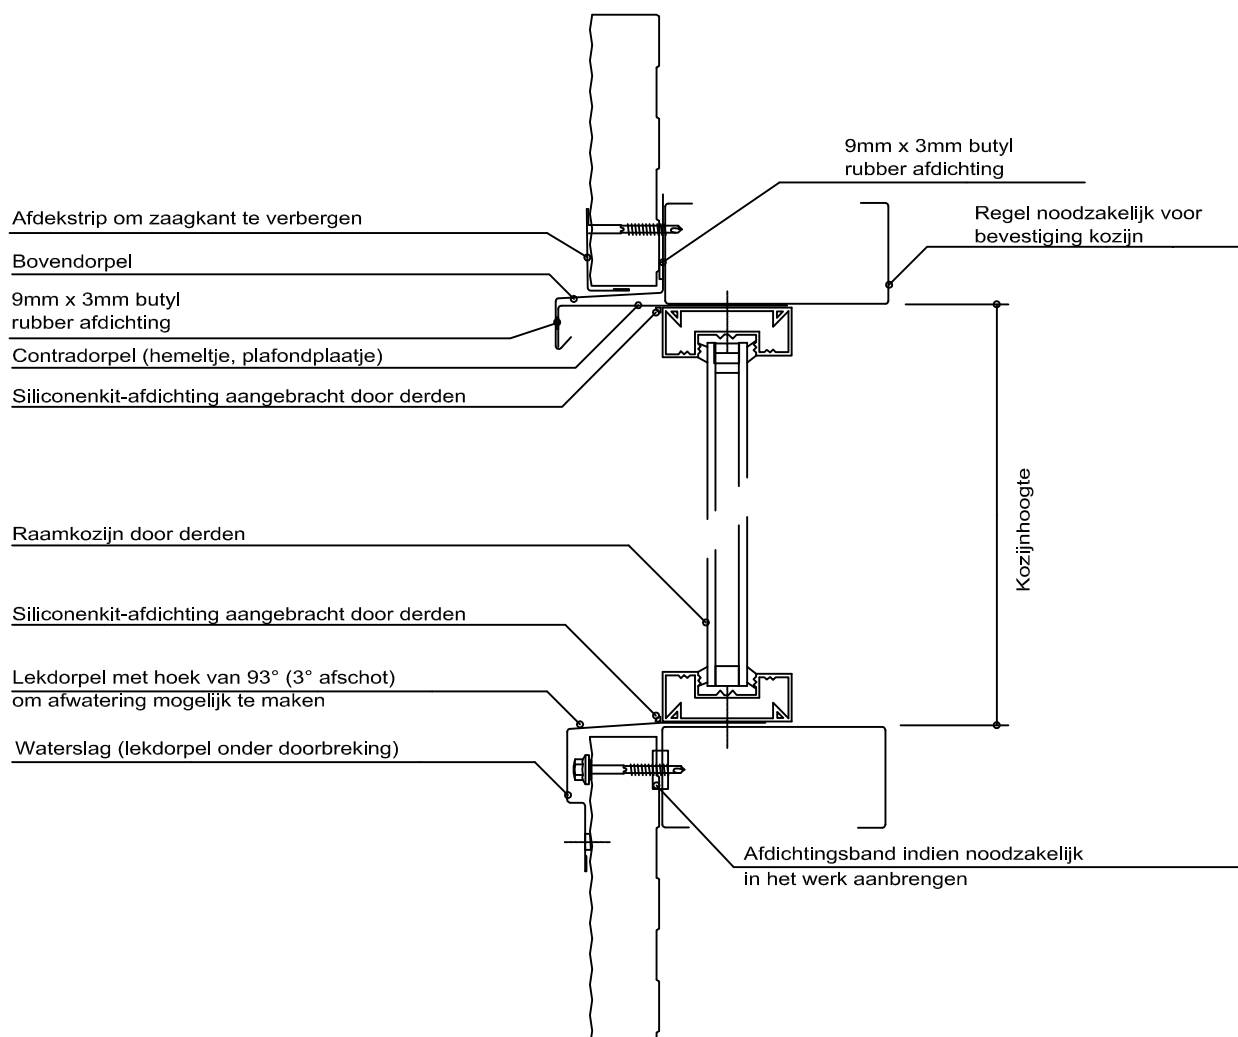 9mm x 3mm butyl
rubber afdichting
Regel noodzakelijk voor
bevestiging kozijn
Afdekstrip om zaagkant te verbergen
Bovendorpel
9mm x 3mm butyl
rubber afdichting
Contradorpel (hemeltje, plafondplaatje)
Siliconenkit-afdichting aangebracht door derden
Raamkozijn door derden
Kozijnhoogte
Siliconenkit-afdichting aangebracht door derden
Lekdorpel met hoek van 93° (3° afschot)
om afwatering mogelijk te maken
Waterslag (lekdorpel onder doorbreking)
Afdichtingsband indien noodzakelijk
in het werk aanbrengen